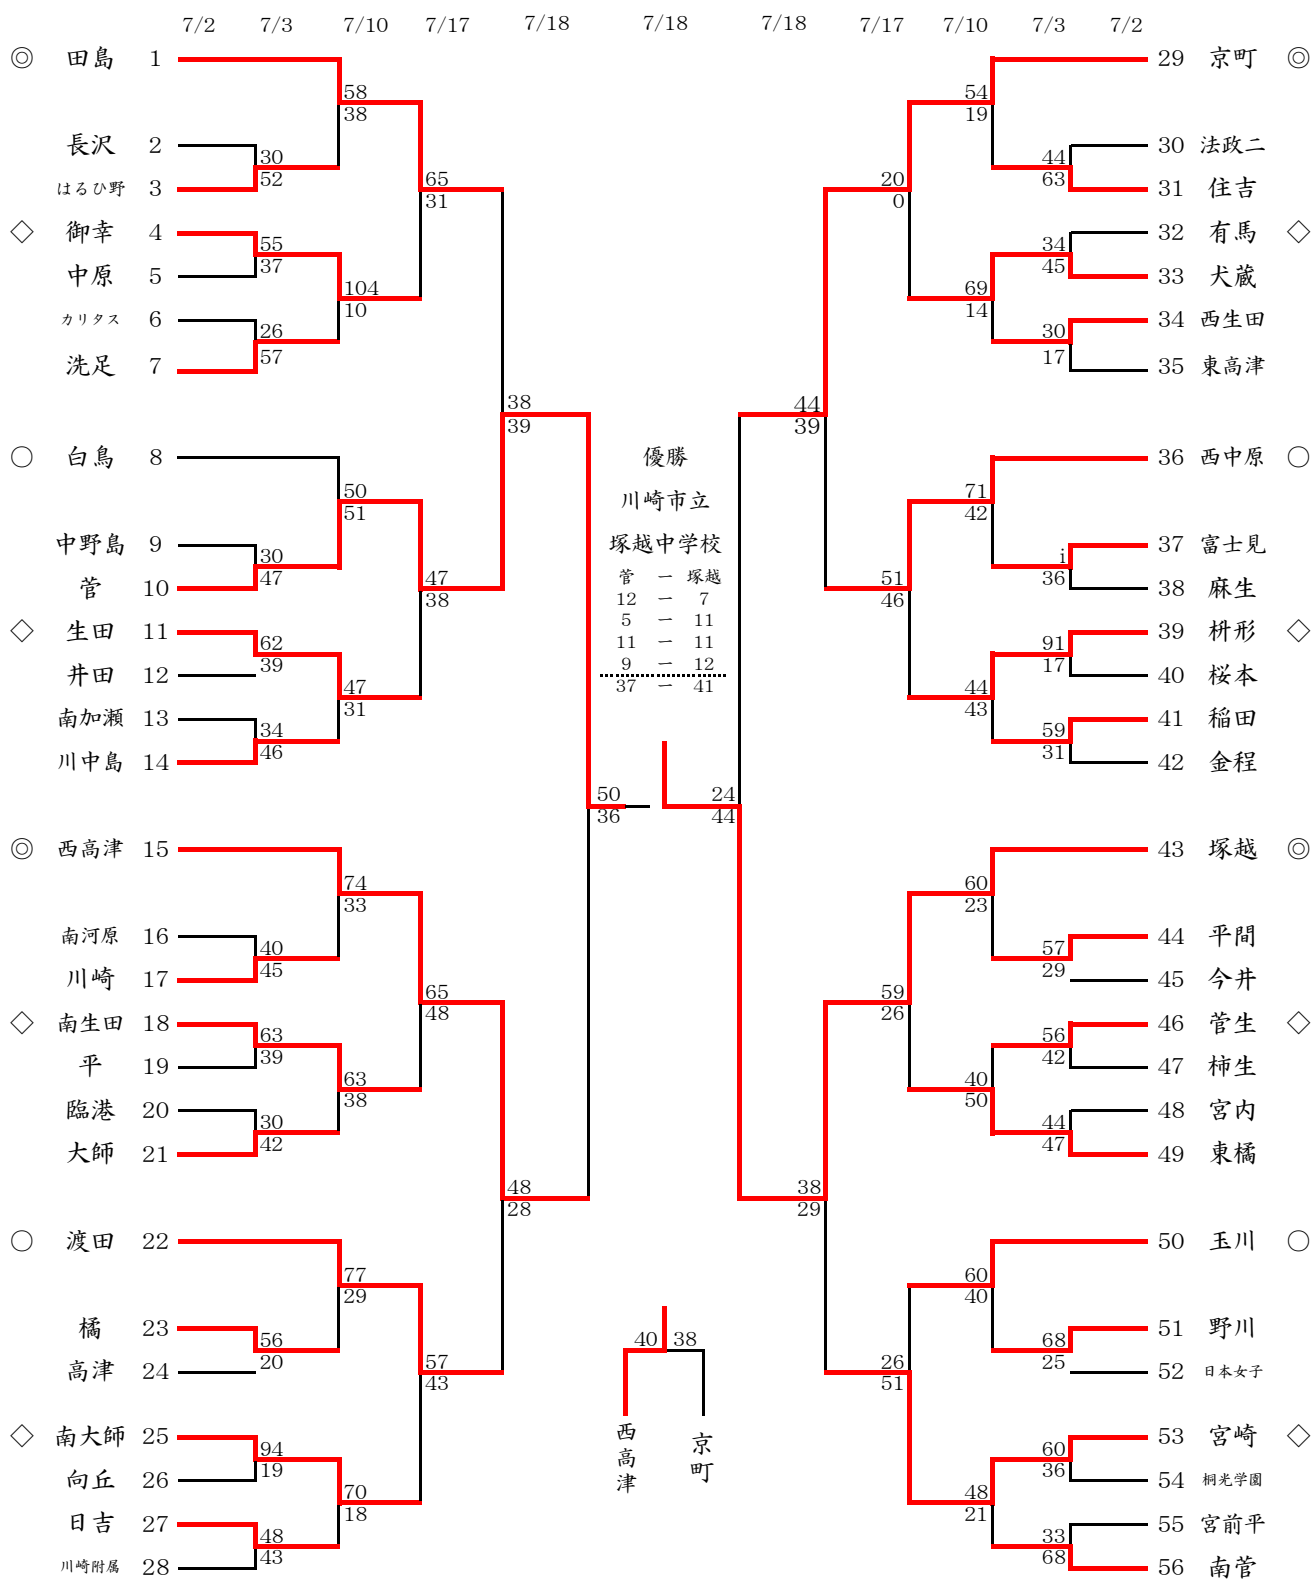 7/2 7/3 7/10 7/17 7/18 7/18 7/18 7/17 7/10 7/3 7/2
◎ 田島 1
58
38
長沢 2
30
52
はるひ野 3
65
31
◇ 御幸 4
55
37
中原 5
104
10
カリタス 6
26
57
洗足 7
38
39
○ 白鳥 8
50
51
中野島 9
30
47
菅 10
47
38
◇ 生田 11
62
39
井田 12
47
31
南加瀬 13
34
46
川中島 14
50
36
◎ 西高津 15
74
33
南河原 16
40
45
川崎 17
65
48
◇ 南生田 18
63
39
平 19
63
38
臨港 20
30
42
大師 21
48
28
○ 渡田 22
77
29
橘 23
56
20
高津 24
57
43
◇ 南大師 25
94
19
向丘 26
70
18
日吉 27
48
43
川崎附属 28
優勝
川崎市立
塚越中学校
菅 ー 塚越
12 ー 7
5 ー 11
11 ー 11
9 ー 12
37 ー 41
40 38
西高津
京町
29 京町 ◎
54
19
30 法政二
44
63
31 住吉
20
0
32 有馬 ◇
34
45
33 犬蔵
69
14
34 西生田
30
17
35 東高津
44
39
36 西中原 ○
71
42
37 富士見
i
36
38 麻生
51
46
39 枡形 ◇
91
17
40 桜本
44
43
41 稲田
59
31
42 金程
24
44
43 塚越 ◎
60
23
44 平間
57
29
45 今井
59
26
46 菅生 ◇
56
42
47 柿生
40
50
48 宮内
44
47
49 東橘
38
29
50 玉川 ○
60
40
51 野川
68
25
52 日本女子
26
51
53 宮崎 ◇
60
36
54 桐光学園
48
21
55 宮前平
33
68
56 南菅